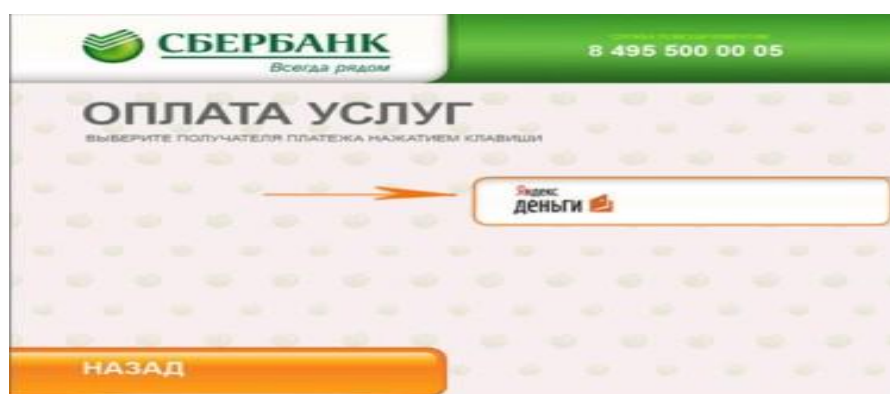 СБЕРБАНК
Всегда рядом
8 495 500 00 05
ОПЛАТА УСЛУГ
ВЫБЕРИТЕ ПОЛУЧАТЕЛЯ ПЛАТЕЖА НАЖАТИЕМ КЛАВИШИ
Яндекс
деньги
НАЗАД